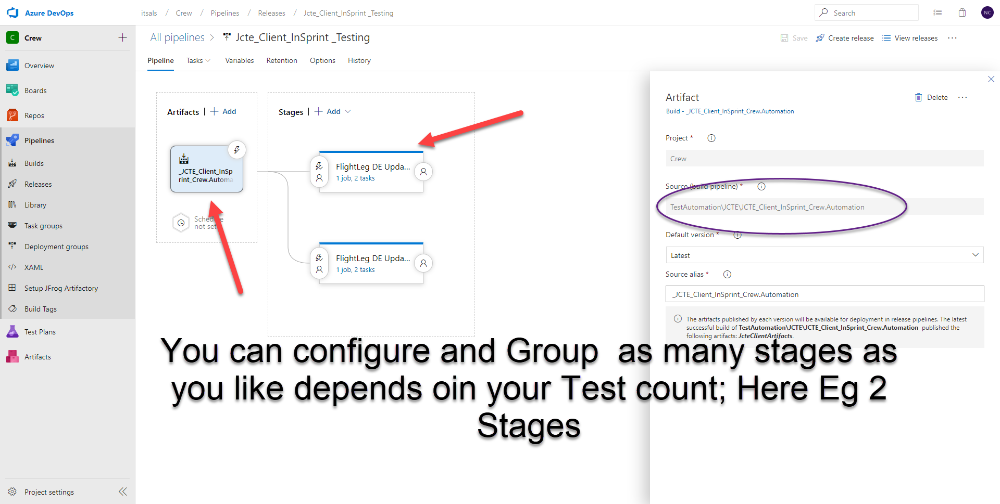 Azure DevOps
itsals / Crew / Pipelines / Releases / Jcte_Client_InSprint _Testing
Search
NC
C Crew
Overview
Boards
Repos
Pipelines
Builds
Releases
Library
Task groups
Deployment groups
XAML
Setup JFrog Artifactory
Build Tags
Test Plans
Artifacts
Project settings
All pipelines > Jcte_Client_InSprint _Testing
Save Create release View releases ...
Pipeline Tasks Variables Retention Options History
Artifacts | + Add
_JCTE_Client_InSp
rint_Crew.Automa
Schedule
not set
Stages | + Add
FlightLeg DE Upda...
1 job, 2 tasks
FlightLeg DE Upda...
1 job, 2 tasks
Artifact
Delete ...
Build - _JCTE_Client_InSprint_Crew.Automation
Project *
Crew
Source (build pipeline) *
TestAutomation\JCTE\JCTE_Client_InSprint_Crew.Automation
Default version *
Latest
Source alias *
_JCTE_Client_InSprint_Crew.Automation
The artifacts published by each version will be available for deployment in release pipelines. The latest
successful build of TestAutomation\JCTE\JCTE_Client_InSprint_Crew.Automation published the
following artifacts: JcteClientArtifacts.
You can configure and Group as many stages as
you like depends oin your Test count; Here Eg 2
Stages